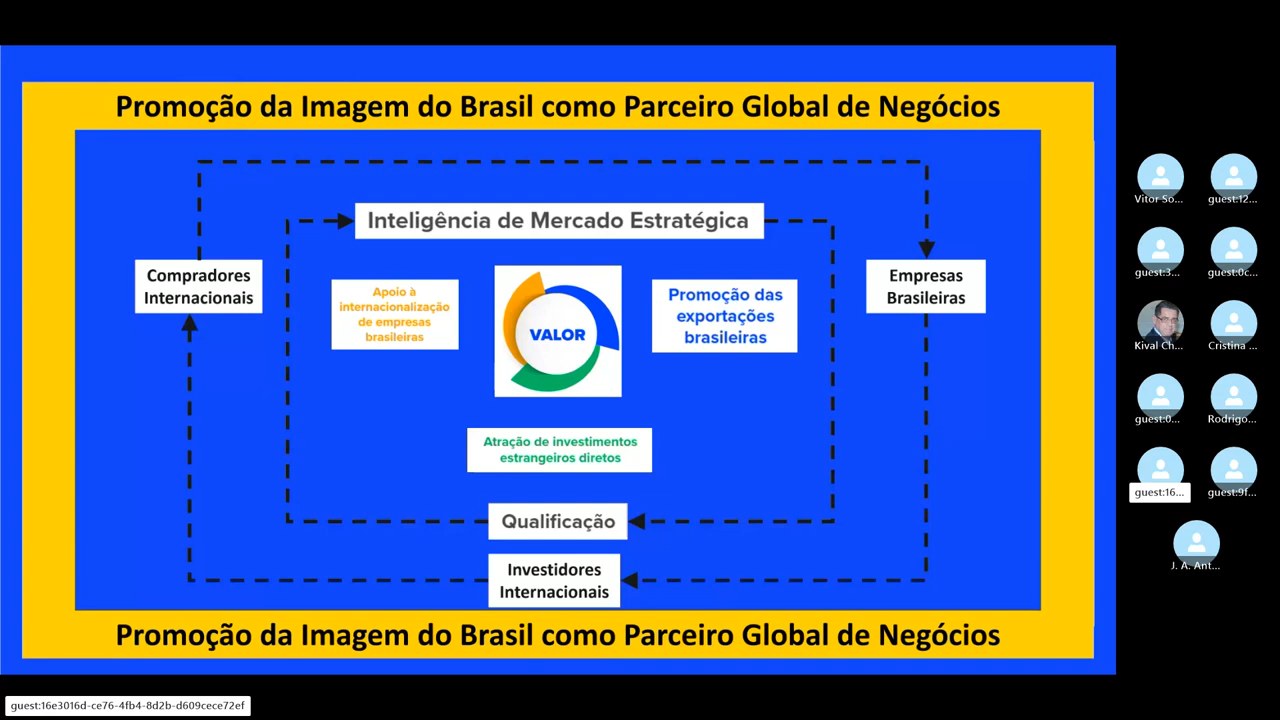 Promoção da Imagem do Brasil como Parceiro Global de Negócios
Inteligência de Mercado Estratégica
Compradores
Internacionais
Empresas
Brasileiras
Apoio à
internacionalização
de empresas
brasileiras
VALOR
Promoção das
exportações
brasileiras
Atração de investimentos
estrangeiros diretos
Qualificação
Investidores
Internacionais
Promoção da Imagem do Brasil como Parceiro Global de Negócios
Vitor So...
guest:12...
guest:3...
guest:0c...
Kival Ch...
Cristina ...
guest:0...
Rodrigo...
guest:16...
guest:9f...
J. A. Ant...
guest:16e3016d-ce76-4fb4-8d2b-d609cece72ef